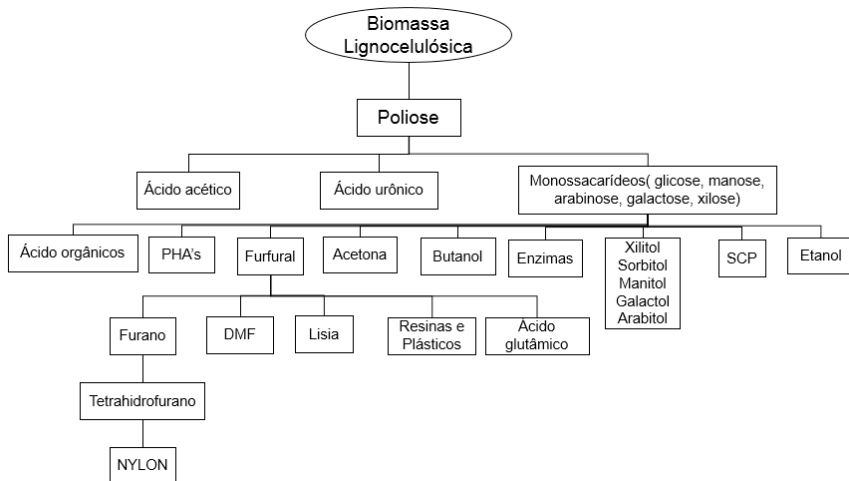 Biomassa
Lignocelulósica
Poliose
Ácido acético
Ácido urônico
Monossacarídeos( glicose, manose,
arabinose, galactose, xilose)
Ácido orgânicos
PHA's
Furfural
Acetona
Butanol
Enzimas
Xilitol
Sorbitol
Manitol
Galactol
Arabitol
SCP
Etanol
Furano
DMF
Lisia
Resinas e
Plásticos
Ácido
glutâmico
Tetrahidrofurano
NYLON